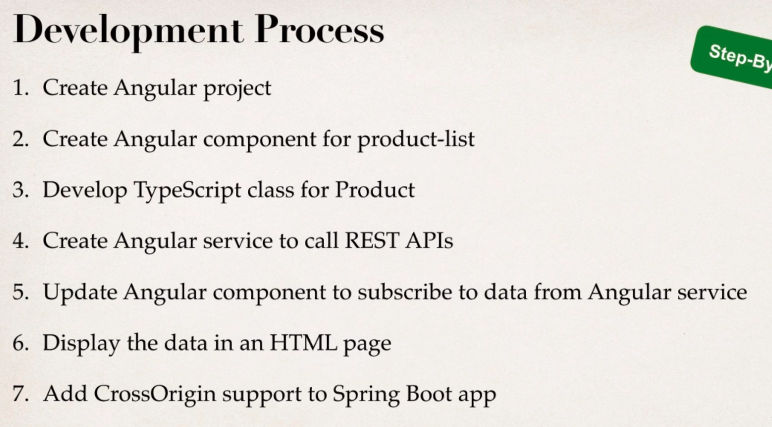 Development Process
Step-By
1. Create Angular project
2. Create Angular component for product-list
3. Develop TypeScript class for Product
4. Create Angular service to call REST APIs
5. Update Angular component to subscribe to data from Angular service
6. Display the data in an HTML page
7. Add CrossOrigin support to Spring Boot app